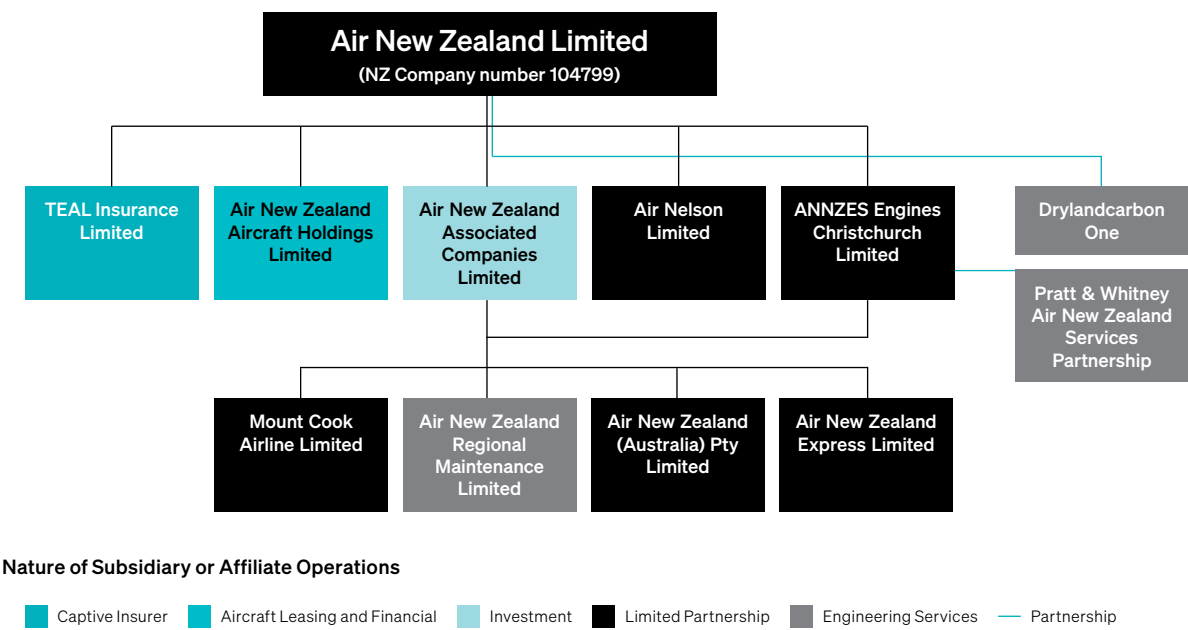 Air New Zealand Limited
(NZ Company number 104799)
TEAL Insurance
Limited
Air New Zealand
Aircraft Holdings
Limited
Air New Zealand
Associated
Companies
Limited
Air Nelson
Limited
ANNZES Engines
Christchurch
Limited
Drylandcarbon
One
Pratt & Whitney
Air New Zealand
Services
Partnership
Mount Cook
Airline Limited
Air New Zealand
Regional
Maintenance
Limited
Air New Zealand
(Australia) Pty
Limited
Air New Zealand
Express Limited
Nature of Subsidiary or Affiliate Operations
Captive Insurer Aircraft Leasing and Financial Investment Limited Partnership Engineering Services Partnership